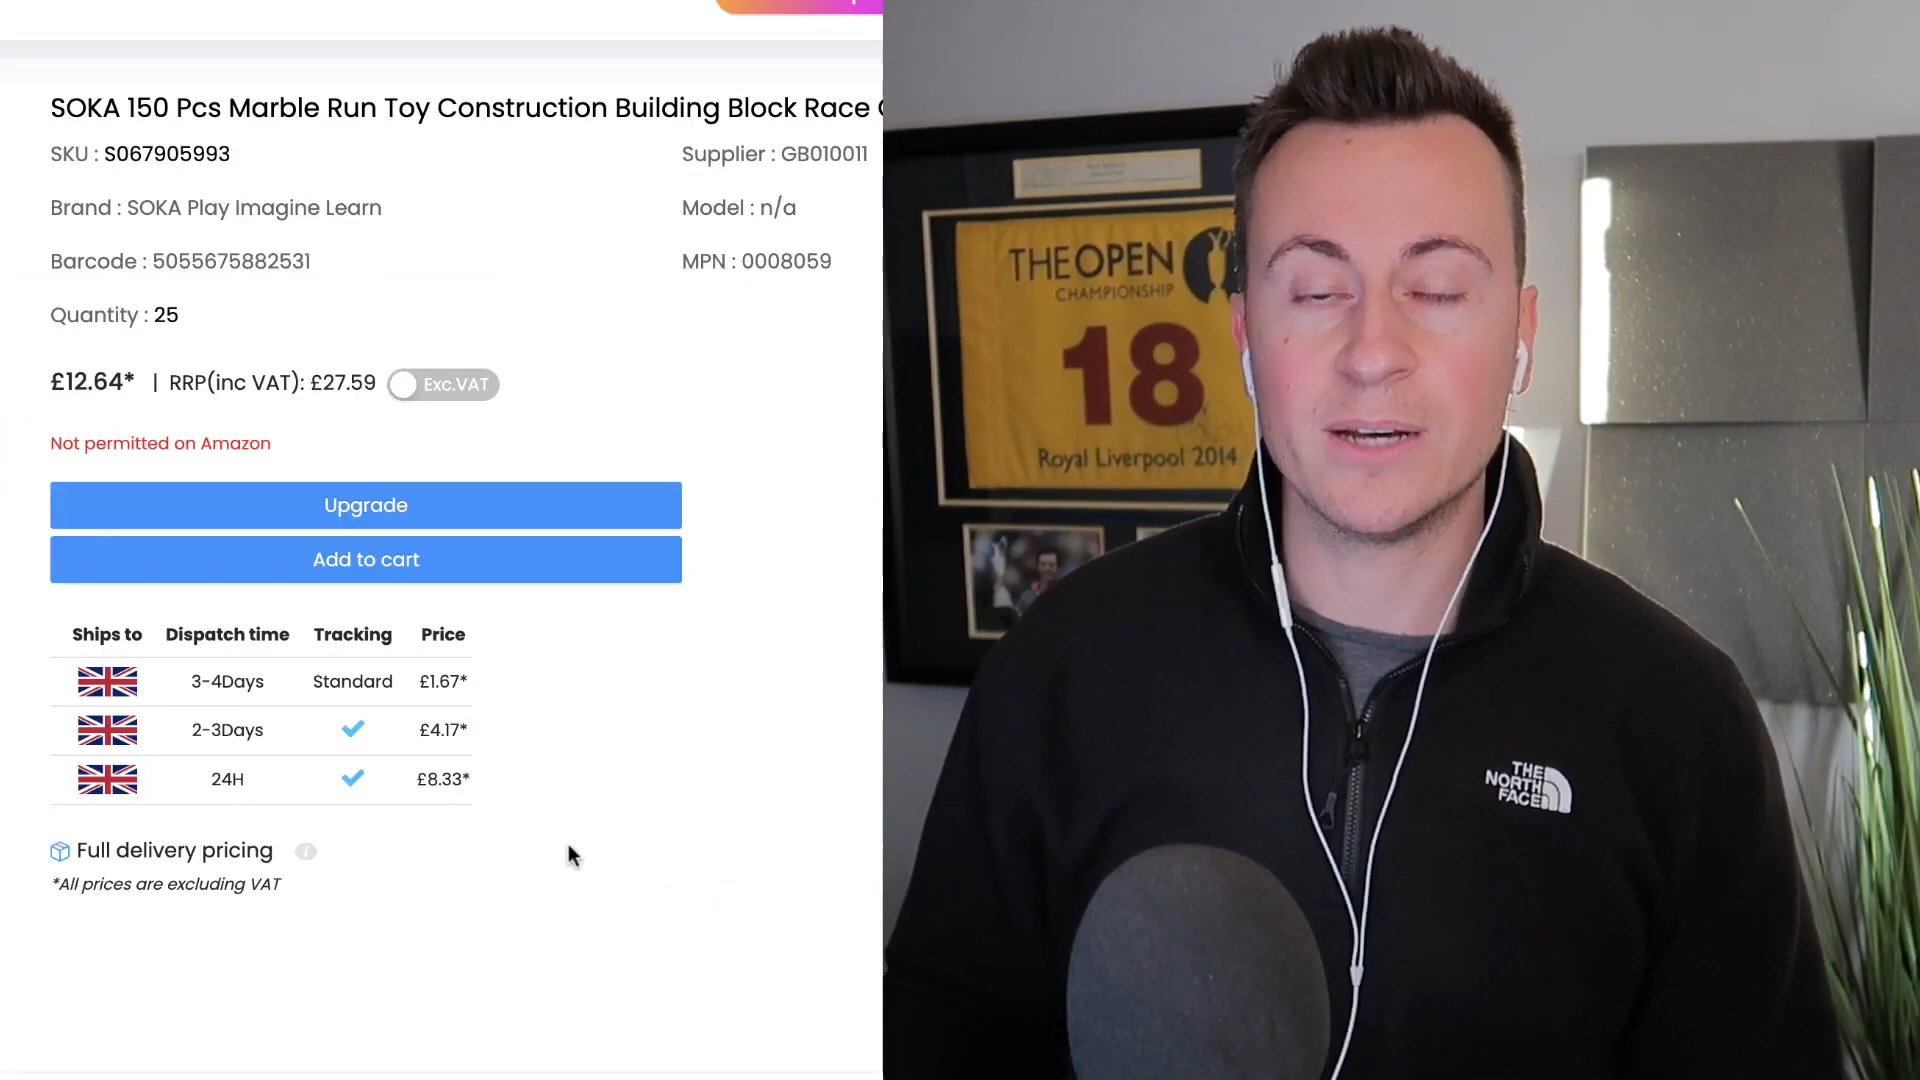 SOKA 150 Pcs Marble Run Toy Construction Building Block Race
SKU : S067905993
Supplier : GB010011
Brand : SOKA Play Imagine Learn
Model : n/a
Barcode : 5055675882531
MPN : 0008059
Quantity : 25
£12.64* | RRP(inc VAT): £27.59 Exc.VAT
Not permitted on Amazon
Upgrade
Add to cart
Ships to Dispatch time Tracking Price
3-4Days Standard £1.67*
2-3Days £4.17*
24H £8.33*
Full delivery pricing
*All prices are excluding VAT
THE OPEN
CHAMPIONSHIP
18
Royal Liverpool 2014
THE
NORTH
FACE